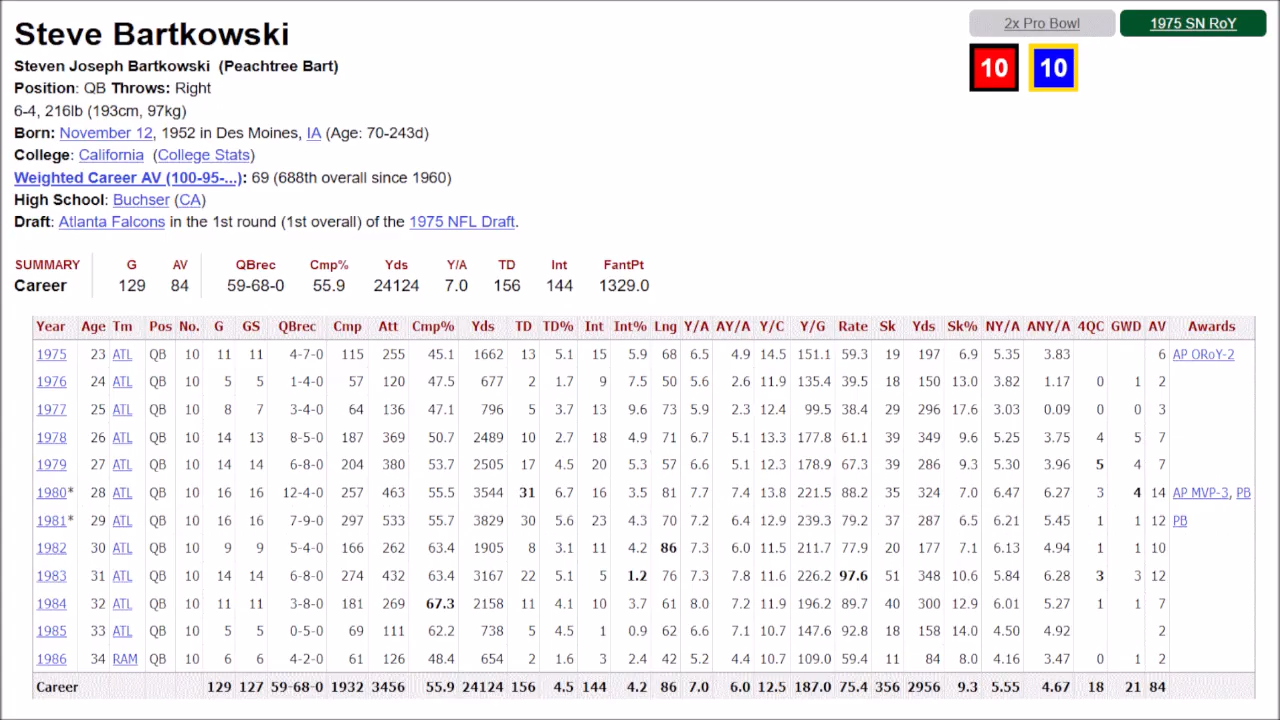 Steve Bartkowski
2x Pro Bowl 1975 SN RoY
10 10
Steven Joseph Bartkowski (Peachtree Bart)
Position: QB Throws: Right
6-4, 216lb (193cm, 97kg)
Born: November 12, 1952 in Des Moines, IA (Age: 70-243d)
College: California (College Stats)
Weighted Career AV (100-95-...): 69 (688th overall since 1960)
High School: Buchser (CA)
Draft: Atlanta Falcons in the 1st round (1st overall) of the 1975 NFL Draft.
SUMMARY G AV QBrec Cmp% Yds Y/A TD Int FantPt
Career 129 84 59-68-0 55.9 24124 7.0 156 144 1329.0
Year Age Tm Pos No. G GS QBrec Cmp Att Cmp% Yds TD TD% Int Int% Lng Y/A AY/A Y/C Y/G Rate Sk Yds Sk% NY/A ANY/A 4QC GWD AV Awards
1975 23 ATL QB 10 11 11 4-7-0 115 255 45.1 1662 13 5.1 15 5.9 68 6.5 4.9 14.5 151.1 59.3 19 197 6.9 5.35 3.83 6 AP ORoY-2
1976 24 ATL QB 10 5 5 1-4-0 57 120 47.5 677 2 1.7 9 7.5 50 5.6 2.6 11.9 135.4 39.5 18 150 13.0 3.82 1.17 0 1 2
1977 25 ATL QB 10 8 7 3-4-0 64 136 47.1 796 5 3.7 13 9.6 73 5.9 2.3 12.4 99.5 38.4 29 296 17.6 3.03 0.09 0 0 3
1978 26 ATL QB 10 14 13 8-5-0 187 369 50.7 2489 10 2.7 18 4.9 71 6.7 5.1 13.3 177.8 61.1 39 349 9.6 5.25 3.75 4 5 7
1979 27 ATL QB 10 14 14 6-8-0 204 380 53.7 2505 17 4.5 20 5.3 57 6.6 5.1 12.3 178.9 67.3 39 286 9.3 5.30 3.96 5 4 7
1980* 28 ATL QB 10 16 16 12-4-0 257 463 55.5 3544 31 6.7 16 3.5 81 7.7 7.4 13.8 221.5 88.2 35 324 7.0 6.47 6.27 3 4 14 AP MVP-3, PB
1981* 29 ATL QB 10 16 16 7-9-0 297 533 55.7 3829 30 5.6 23 4.3 70 7.2 6.4 12.9 239.3 79.2 37 287 6.5 6.21 5.45 1 1 12 PB
1982 30 ATL QB 10 9 9 5-4-0 166 262 63.4 1905 8 3.1 11 4.2 86 7.3 6.0 11.5 211.7 77.9 20 177 7.1 6.13 4.94 1 1 10
1983 31 ATL QB 10 14 14 6-8-0 274 432 63.4 3167 22 5.1 5 1.2 76 7.3 7.8 11.6 226.2 97.6 51 348 10.6 5.84 6.28 3 3 12
1984 32 ATL QB 10 11 11 3-8-0 181 269 67.3 2158 11 4.1 10 3.7 61 8.0 7.2 11.9 196.2 89.7 40 300 12.9 6.01 5.27 1 1 7
1985 33 ATL QB 10 5 5 0-5-0 69 111 62.2 738 5 4.5 1 0.9 62 6.6 7.1 10.7 147.6 92.8 18 158 14.0 4.50 4.92 2
1986 34 RAM QB 10 6 6 4-2-0 61 126 48.4 654 2 1.6 3 2.4 42 5.2 4.4 10.7 109.0 59.4 11 84 8.0 4.16 3.47 0 1 2
Career 129 127 59-68-0 1932 3456 55.9 24124 156 4.5 144 4.2 86 7.0 6.0 12.5 187.0 75.4 356 2956 9.3 5.55 4.67 18 21 84